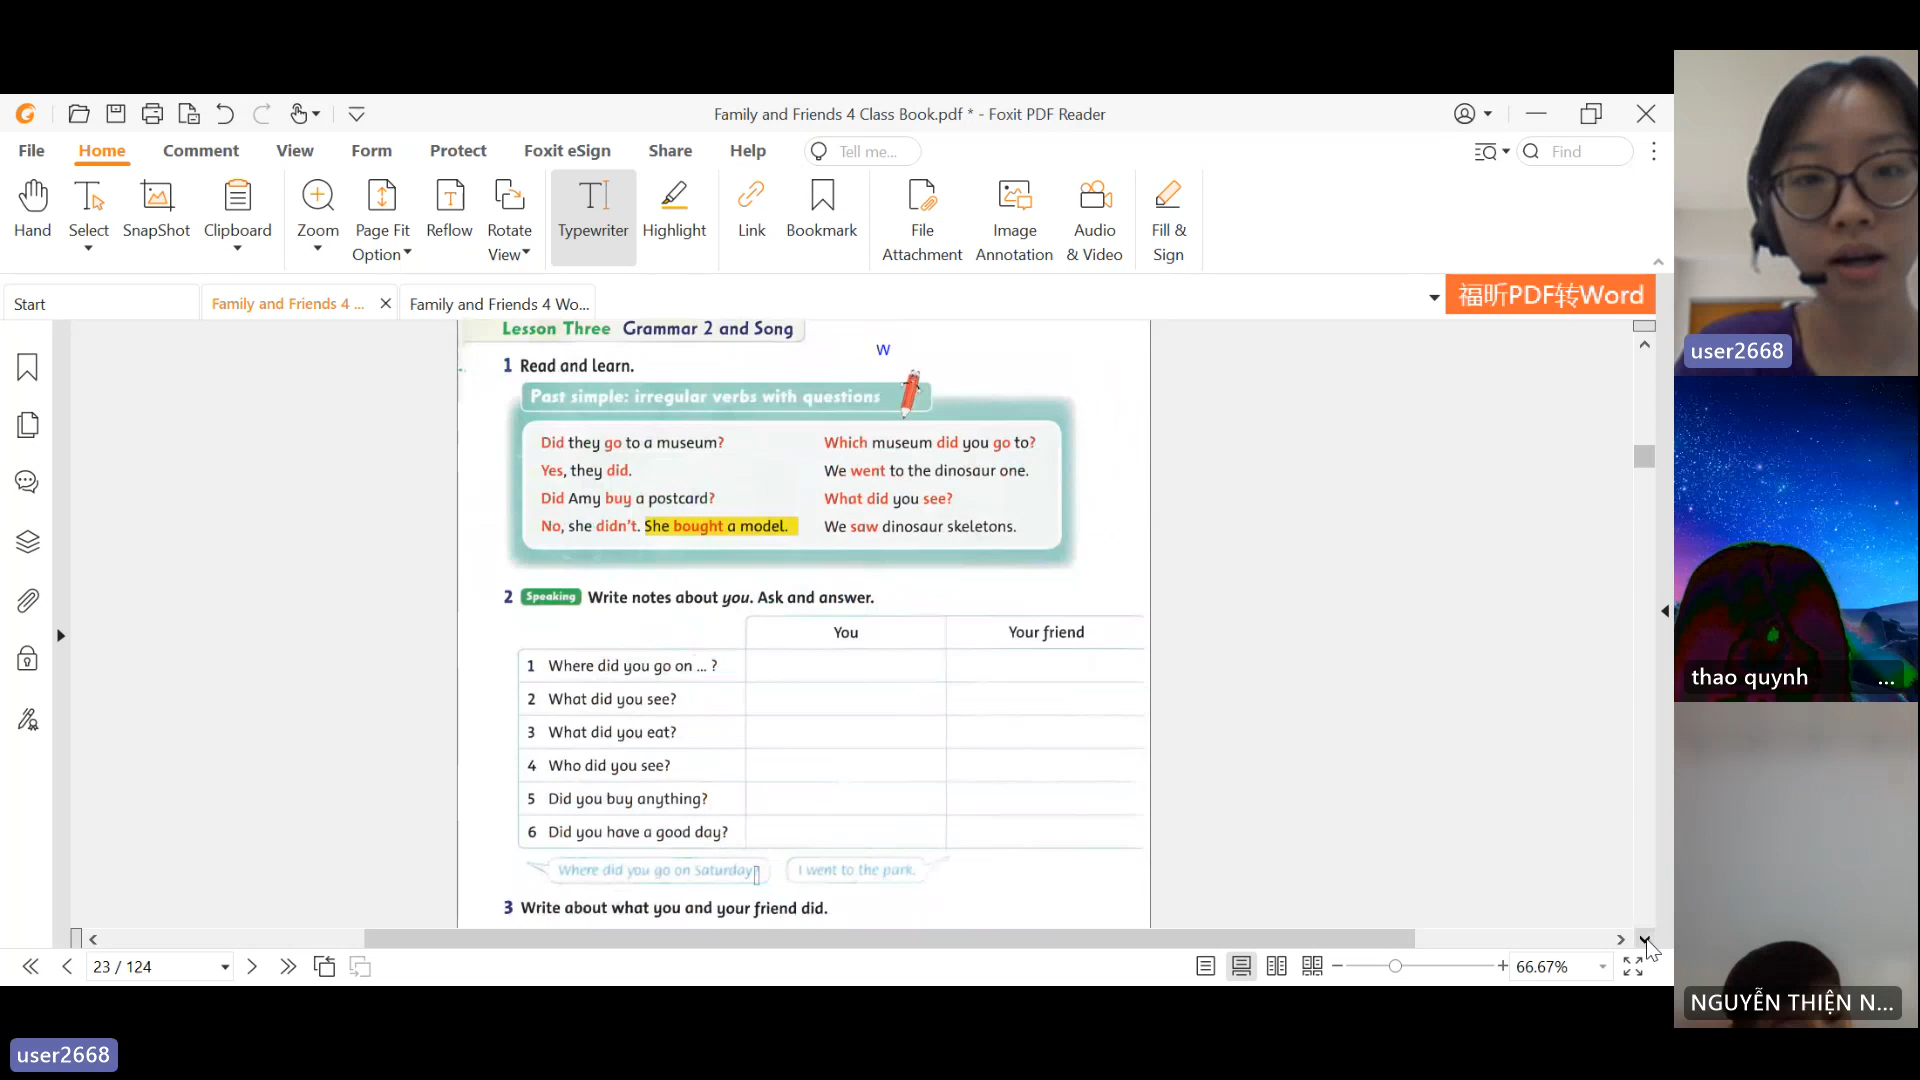 Family and Friends 4 Class Book.pdf * - Foxit PDF Reader
File Home Comment View Form Protect Foxit eSign Share Help Tell me... Find
Hand Select SnapShot Clipboard Zoom Page Fit Option Reflow Rotate View Typewriter Highlight Link Bookmark File Attachment Image Annotation Audio & Video Fill & Sign
Start Family and Friends 4 ... Family and Friends 4 Wo... 福昕PDF转Word
Lesson Three Grammar 2 and Song
w
1 Read and learn.
Past simple: irregular verbs with questions
Did they go to a museum?
Yes, they did.
Did Amy buy a postcard?
No, she didn't. She bought a model.
Which museum did you go to?
We went to the dinosaur one.
What did you see?
We saw dinosaur skeletons.
2 Speaking Write notes about you. Ask and answer.
You Your friend
1 Where did you go on ... ?
2 What did you see?
3 What did you eat?
4 Who did you see?
5 Did you buy anything?
6 Did you have a good day?
Where did you go on Saturday I went to the park.
3 Write about what you and your friend did.
23 / 124 66.67%
user2668
thao quynh ...
NGUYỄN THIỆN N...
user2668